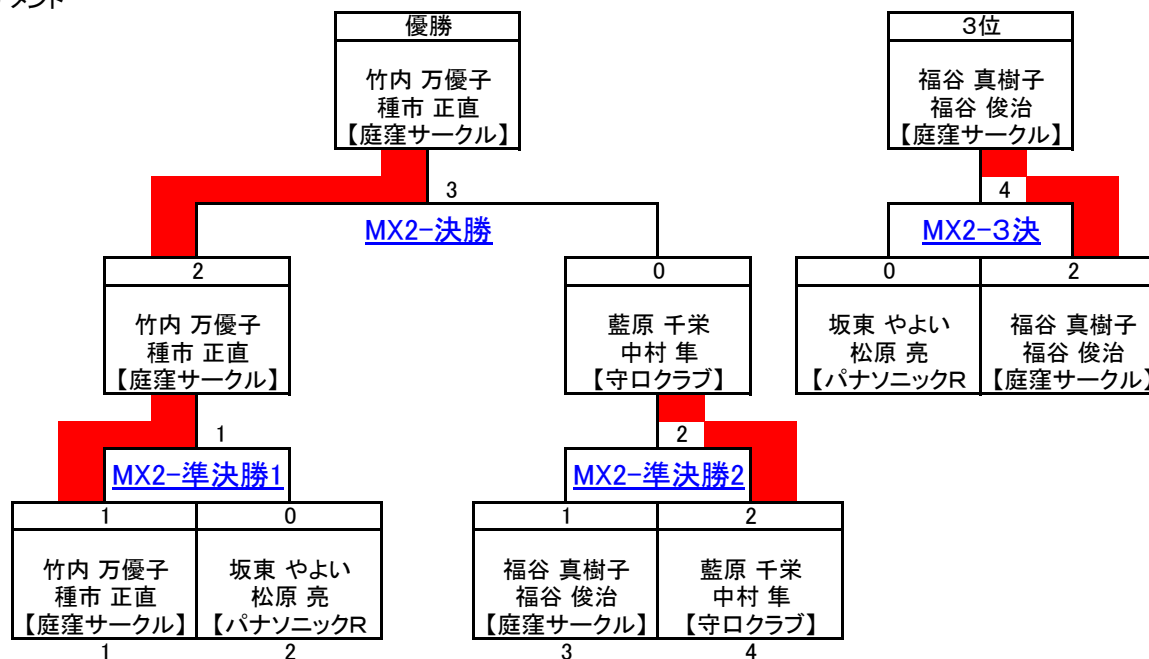 メント
優勝
竹内 万優子
種市 正直
【庭窪サークル】
3位
福谷 真樹子
福谷 俊治
【庭窪サークル】
3
MX2-決勝
4
MX2-3決
2
竹内 万優子
種市 正直
【庭窪サークル】
0
藍原 千栄
中村 隼
【守口クラブ】
0
坂東 やよい
松原 亮
【パナソニックR
2
福谷 真樹子
福谷 俊治
【庭窪サークル】
1
MX2-準決勝1
2
MX2-準決勝2
1
竹内 万優子
種市 正直
【庭窪サークル】
1
0
坂東 やよい
松原 亮
【パナソニックR
2
1
福谷 真樹子
福谷 俊治
【庭窪サークル】
3
2
藍原 千栄
中村 隼
【守口クラブ】
4